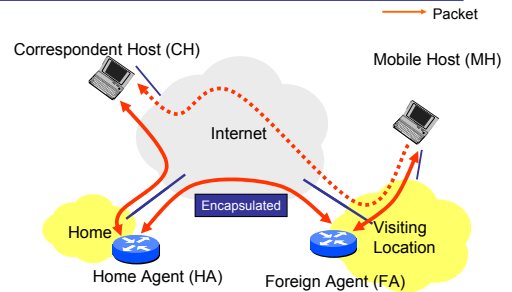 Packet
Correspondent Host (CH)
Mobile Host (MH)
Internet
Encapsulated
Home
Visiting
Location
Home Agent (HA)
Foreign Agent (FA)